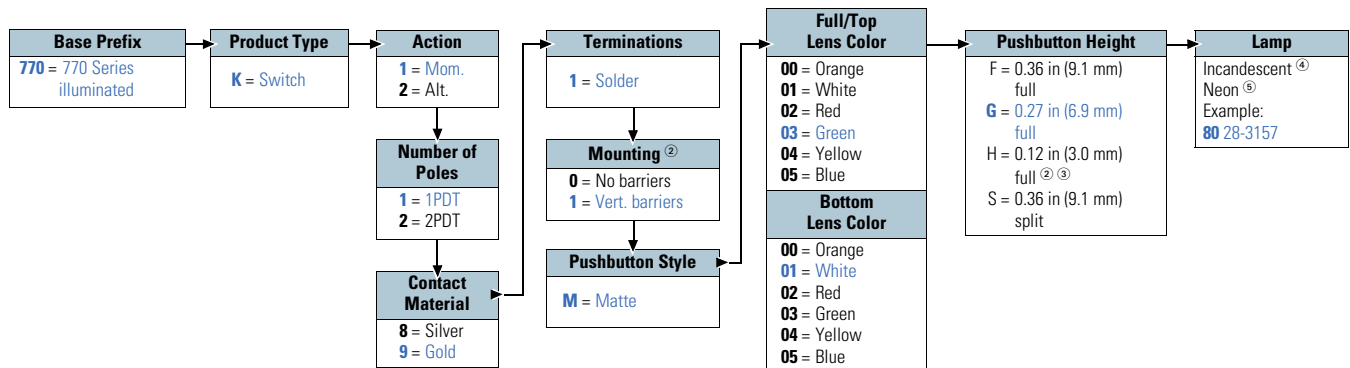 Base Prefix
770 = 770 Series
illuminated
Product Type
K = Switch
Action
1 = Mom.
2 = Alt.
Number of
Poles
1 = 1PDT
2 = 2PDT
Contact
Material
8 = Silver
9 = Gold
Terminations
1 = Solder
Mounting ②
0 = No barriers
1 = Vert. barriers
Pushbutton Style
M = Matte
Full/Top
Lens Color
00 = Orange
01 = White
02 = Red
03 = Green
04 = Yellow
05 = Blue
Bottom
Lens Color
00 = Orange
01 = White
02 = Red
03 = Green
04 = Yellow
05 = Blue
Pushbutton Height
F = 0.36 in (9.1 mm)
full
G = 0.27 in (6.9 mm)
full
H = 0.12 in (3.0 mm)
full ② ③
S = 0.36 in (9.1 mm)
split
Lamp
Incandescent ④
Neon ⑤
Example:
80 28-3157